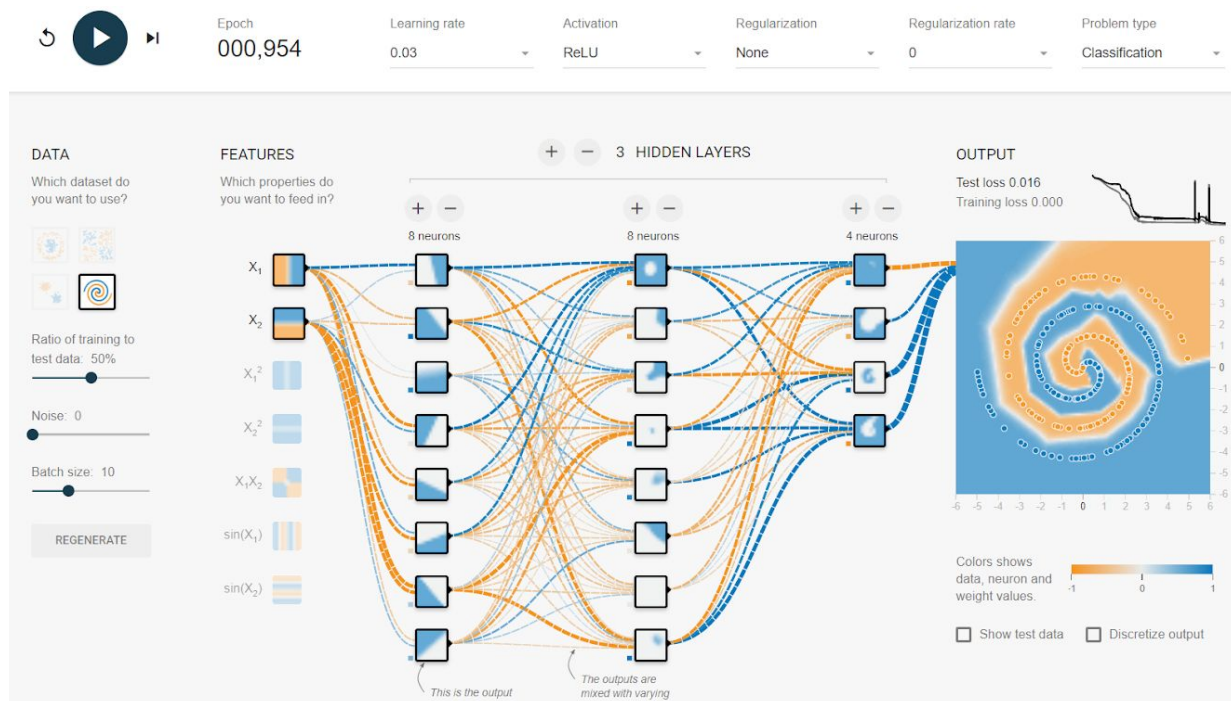 Epoch
000,954
Learning rate
0.03
Activation
ReLU
Regularization
None
Regularization rate
0
Problem type
Classification
DATA
Which dataset do
you want to use?
Ratio of training to
test data: 50%
Noise: 0
Batch size: 10
REGENERATE
FEATURES
Which properties do
you want to feed in?
X₁
X₂
X₁²
X₂²
X₁X₂
sin(X₁)
sin(X₂)
+ − 3 HIDDEN LAYERS
+ −
8 neurons
+ −
8 neurons
+ −
4 neurons
This is the output
The outputs are
mixed with varying
OUTPUT
Test loss 0.016
Training loss 0.000
6
5
4
3
2
1
0
-1
-2
-3
-4
-5
-6
-6 -5 -4 -3 -2 -1 0 1 2 3 4 5 6
Colors shows
data, neuron and
weight values.
-1 0 1
Show test data
Discretize output